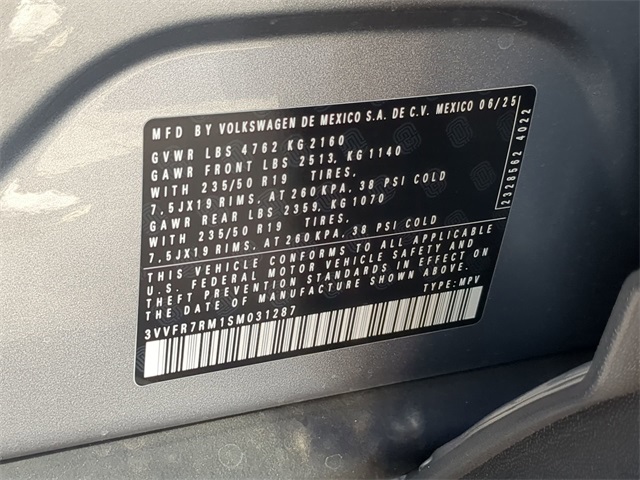 MFD BY VOLKSWAGEN DE MEXICO S.A. DE C.V. MEXICO 06/25
GVWR LBS 4762 KG 2160
GAWR FRONT LBS 2513, KG 1140
WITH 235/50 R19 TIRES.
7,5JX19 RIMS, AT 260 KPA, 38 PSI COLD
GAWR REAR LBS 2359, KG 1070
WITH 235/50 R19 TIRES.
7,5JX19 RIMS, AT 260 KPA, 38 PSI COLD
THIS VEHICLE CONFORMS TO ALL APPLICABLE
U.S. FEDERAL MOTOR VEHICLE SAFETY AND
THEFT PREVENTION STANDARDS IN EFFECT ON
THE DATE OF MANUFACTURE SHOWN ABOVE.
3VVFR7RM1SM031287 TYPE: MPV
2328562 4022